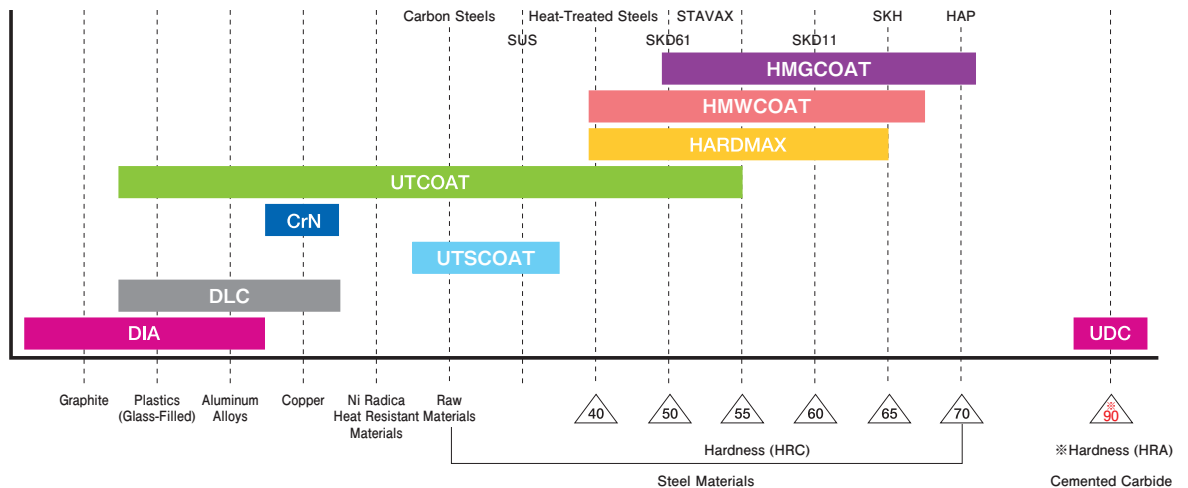 Carbon Steels Heat-Treated Steels STAVAX SKH HAP
SUS SKD61 SKD11
HMGCOAT
HMWCOAT
HARDMAX
UTCOAT
CrN
UTSCOAT
DLC
DIA UDC
Graphite Plastics Aluminum Copper Ni Radica Raw
(Glass-Filled) Alloys Heat Resistant Materials
Materials
40 50 55 60 65 70 ※90
Hardness (HRC) ※Hardness (HRA)
Steel Materials Cemented Carbide